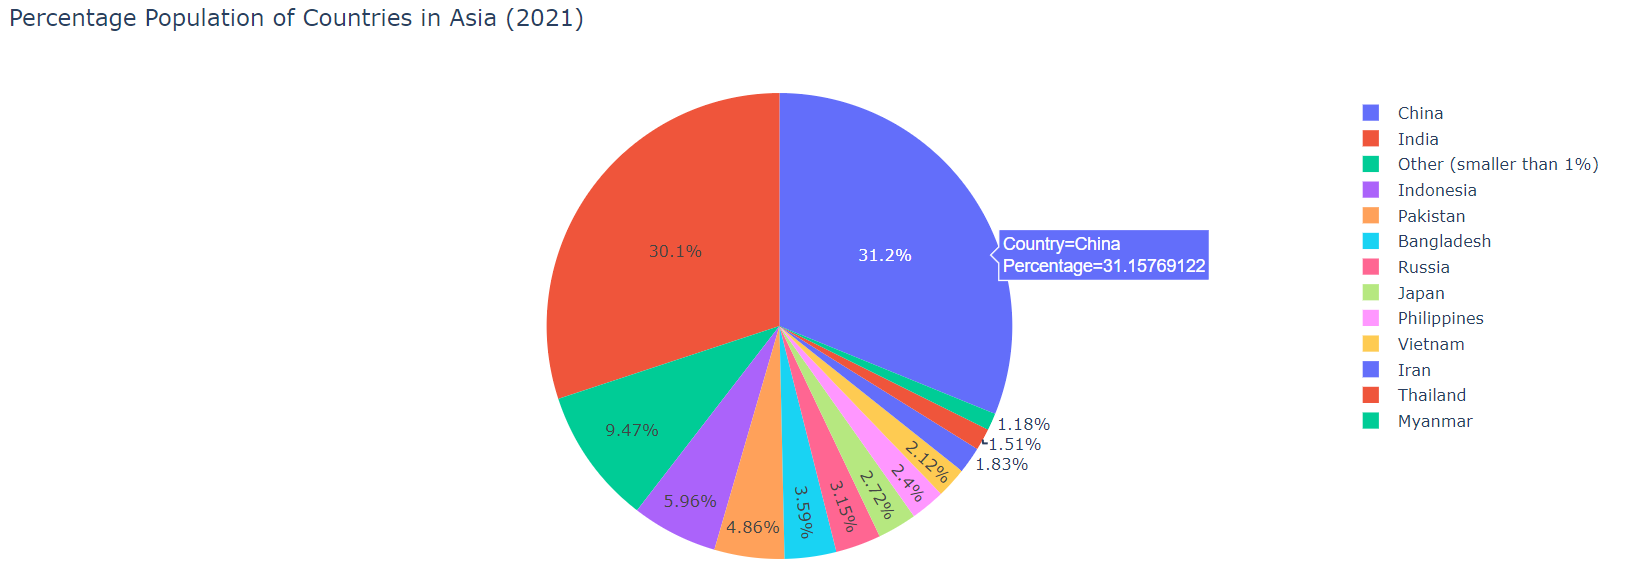 Percentage Population of Countries in Asia (2021)
31.2%
30.1%
9.47%
5.96%
4.86%
3.59%
3.15%
2.72%
2.4%
2.12%
1.83%
1.51%
1.18%
Country=China
Percentage=31.15769122
China
India
Other (smaller than 1%)
Indonesia
Pakistan
Bangladesh
Russia
Japan
Philippines
Vietnam
Iran
Thailand
Myanmar